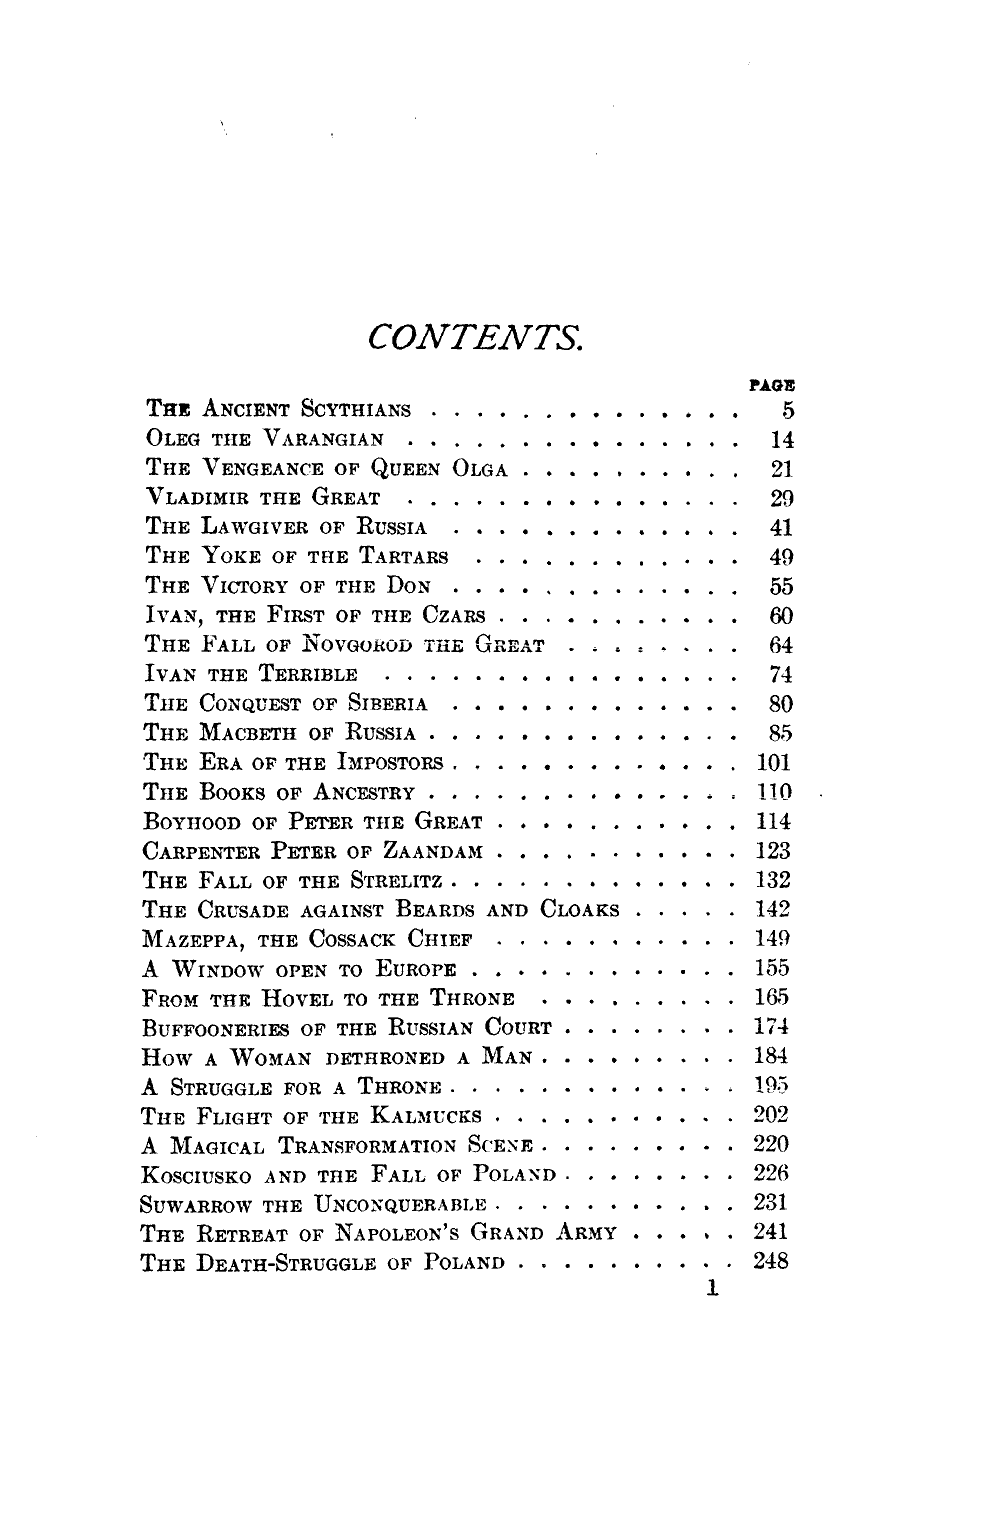 CONTENTS.
PAGE
THE ANCIENT SCYTHIANS . . . . . . . . . . . . . . 5
OLEG THE VARANGIAN . . . . . . . . . . . . . . . 14
THE VENGEANCE OF QUEEN OLGA . . . . . . . . . . 21
VLADIMIR THE GREAT . . . . . . . . . . . . . . . 29
THE LAWGIVER OF RUSSIA . . . . . . . . . . . . . 41
THE YOKE OF THE TARTARS . . . . . . . . . . . . 49
THE VICTORY OF THE DON . . . . . . . . . . . . . 55
IVAN, THE FIRST OF THE CZARS . . . . . . . . . . . 60
THE FALL OF NOVGOROD THE GREAT . . . . . . . . 64
IVAN THE TERRIBLE . . . . . . . . . . . . . . . . 74
THE CONQUEST OF SIBERIA . . . . . . . . . . . . . 80
THE MACBETH OF RUSSIA . . . . . . . . . . . . . . 85
THE ERA OF THE IMPOSTORS . . . . . . . . . . . . . 101
THE BOOKS OF ANCESTRY . . . . . . . . . . . . . . 110
BOYHOOD OF PETER THE GREAT . . . . . . . . . . . 114
CARPENTER PETER OF ZAANDAM . . . . . . . . . . . 123
THE FALL OF THE STRELITZ . . . . . . . . . . . . . 132
THE CRUSADE AGAINST BEARDS AND CLOAKS . . . . . 142
MAZEPPA, THE COSSACK CHIEF . . . . . . . . . . . 149
A WINDOW OPEN TO EUROPE . . . . . . . . . . . . 155
FROM THE HOVEL TO THE THRONE . . . . . . . . . 165
BUFFOONERIES OF THE RUSSIAN COURT . . . . . . . . 174
HOW A WOMAN DETHRONED A MAN . . . . . . . . . 184
A STRUGGLE FOR A THRONE . . . . . . . . . . . . . 195
THE FLIGHT OF THE KALMUCKS . . . . . . . . . . . 202
A MAGICAL TRANSFORMATION SCENE . . . . . . . . . 220
KOSCIUSKO AND THE FALL OF POLAND . . . . . . . . 226
SUWARROW THE UNCONQUERABLE . . . . . . . . . . . 231
THE RETREAT OF NAPOLEON'S GRAND ARMY . . . . . 241
THE DEATH-STRUGGLE OF POLAND . . . . . . . . . . 248
1